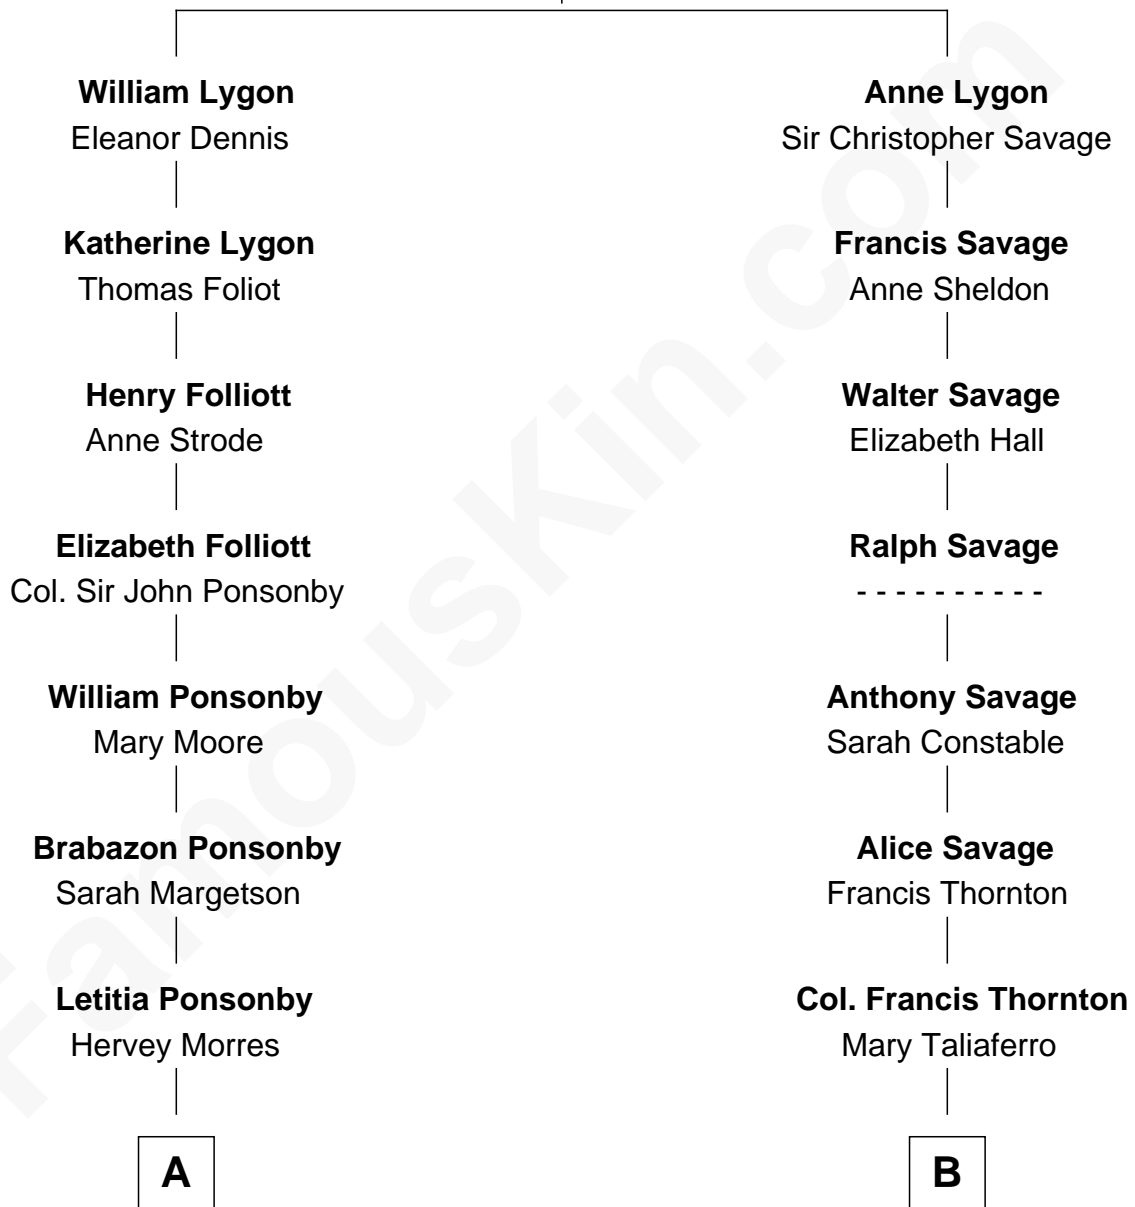 William Lygon
Eleanor Dennis
Katherine Lygon
Thomas Foliot
Henry Folliott
Anne Strode
Elizabeth Folliott
Col. Sir John Ponsonby
William Ponsonby
Mary Moore
Brabazon Ponsonby
Sarah Margetson
Letitia Ponsonby
Hervey Morres
A
Anne Lygon
Sir Christopher Savage
Francis Savage
Anne Sheldon
Walter Savage
Elizabeth Hall
Ralph Savage
- - - - - - - - - -
Anthony Savage
Sarah Constable
Alice Savage
Francis Thornton
Col. Francis Thornton
Mary Taliaferro
B
FamousKin.com